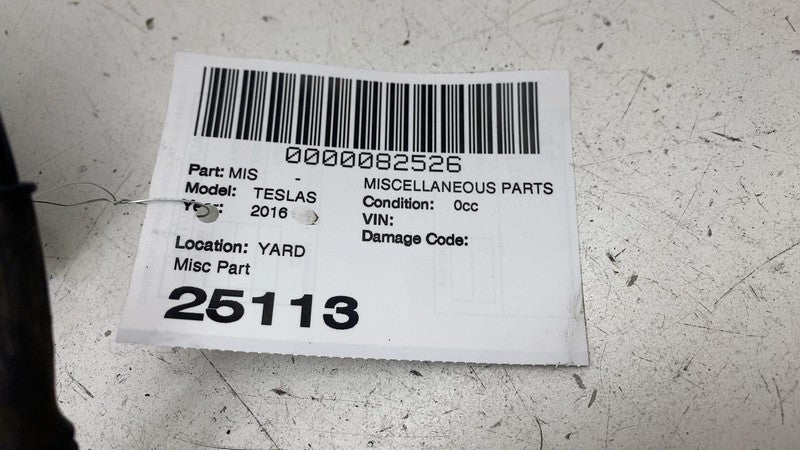 0000082526
Part: MIS - MISCELLANEOUS PARTS
Model: TESLAS Condition: 0cc
2016 VIN:
Damage Code:
Location: YARD
Misc Part
25113